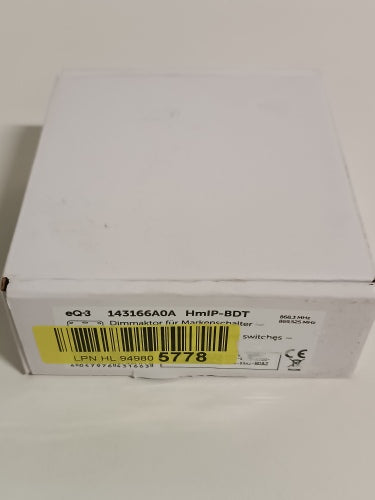 eQ-3 143166A0A HmIP-BDT
868.3 MHz
869.525 MHz
Dimmaktor für Markenschalter –
switches –
LPN HL 94980 5778
CE